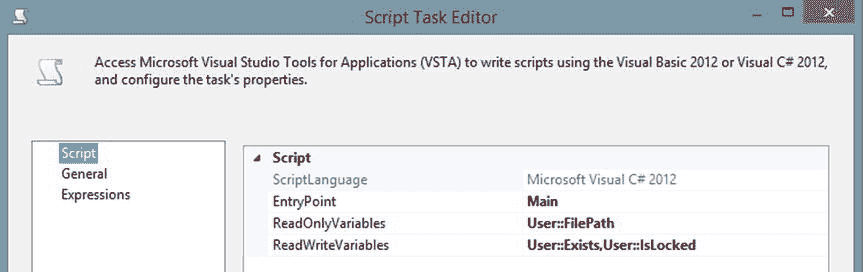 Script Task Editor
Access Microsoft Visual Studio Tools for Applications (VSTA) to write scripts using the Visual Basic 2012 or Visual C# 2012,
and configure the task's properties.
Script
General
Expressions
Script
ScriptLanguage Microsoft Visual C# 2012
EntryPoint Main
ReadOnlyVariables User::FilePath
ReadWriteVariables User::Exists,User::IsLocked